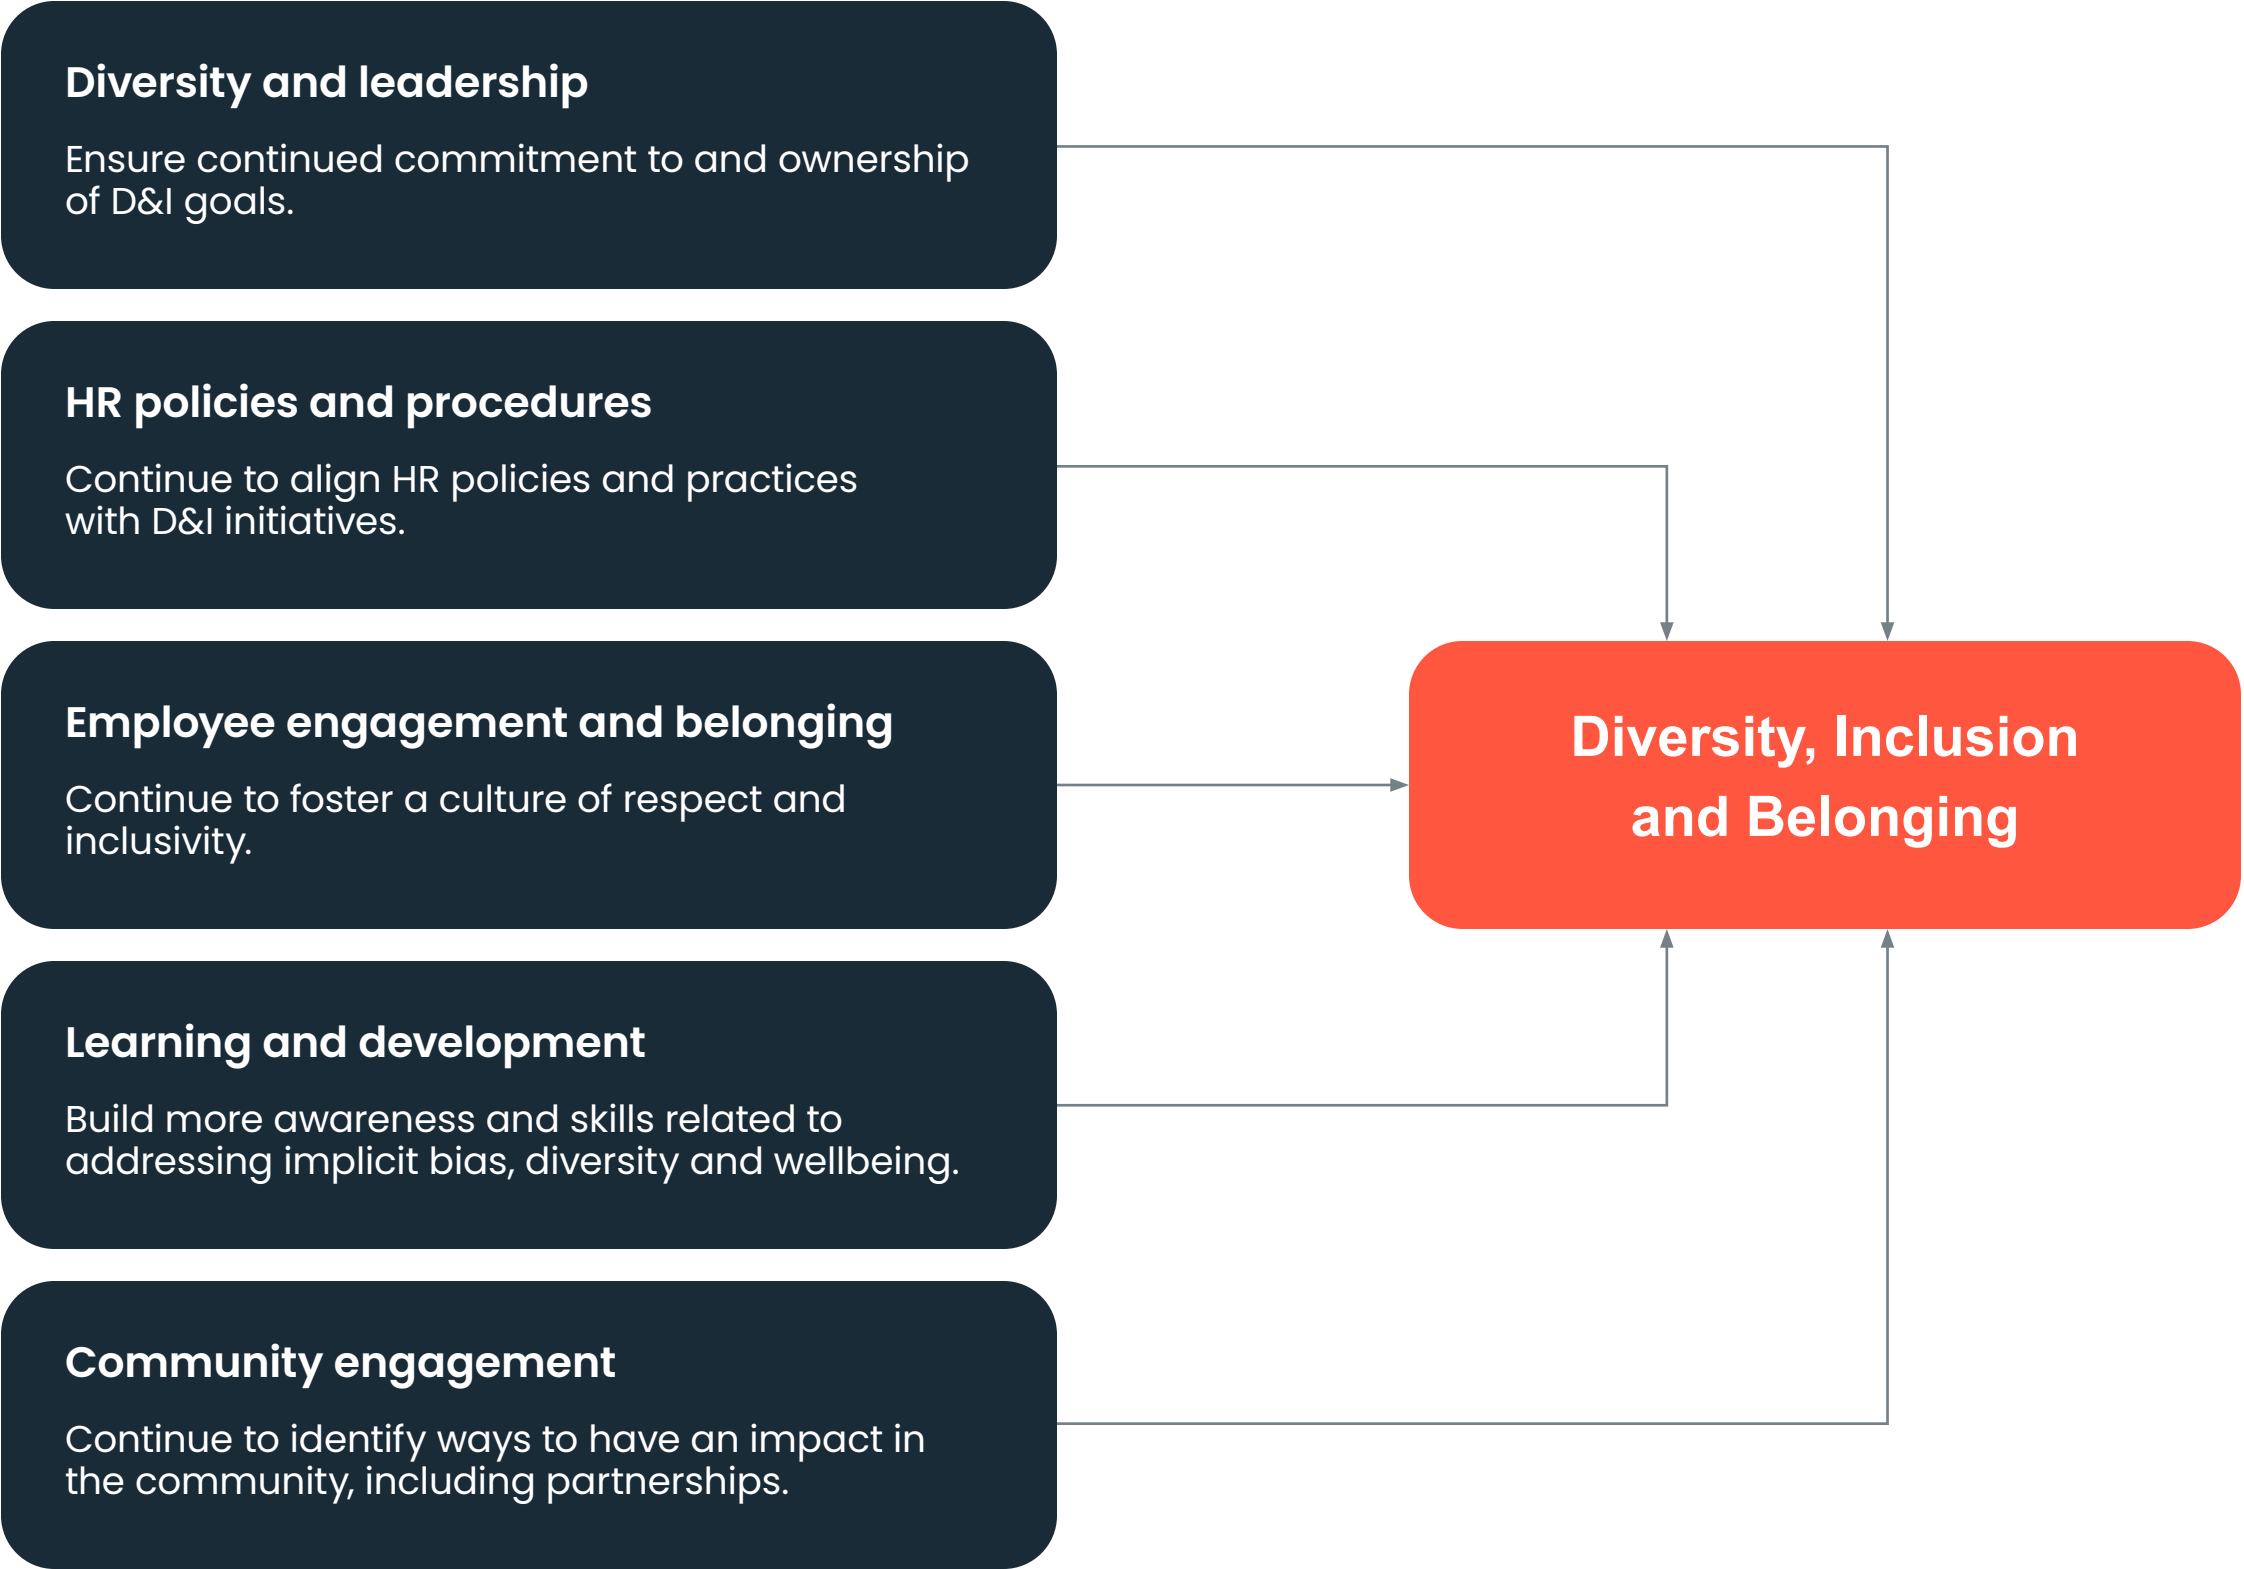 Diversity and leadership
Ensure continued commitment to and ownership
of D&I goals.
HR policies and procedures
Continue to align HR policies and practices
with D&I initiatives.
Employee engagement and belonging
Continue to foster a culture of respect and
inclusivity.
Learning and development
Build more awareness and skills related to
addressing implicit bias, diversity and wellbeing.
Community engagement
Continue to identify ways to have an impact in
the community, including partnerships.
Diversity, Inclusion
and Belonging